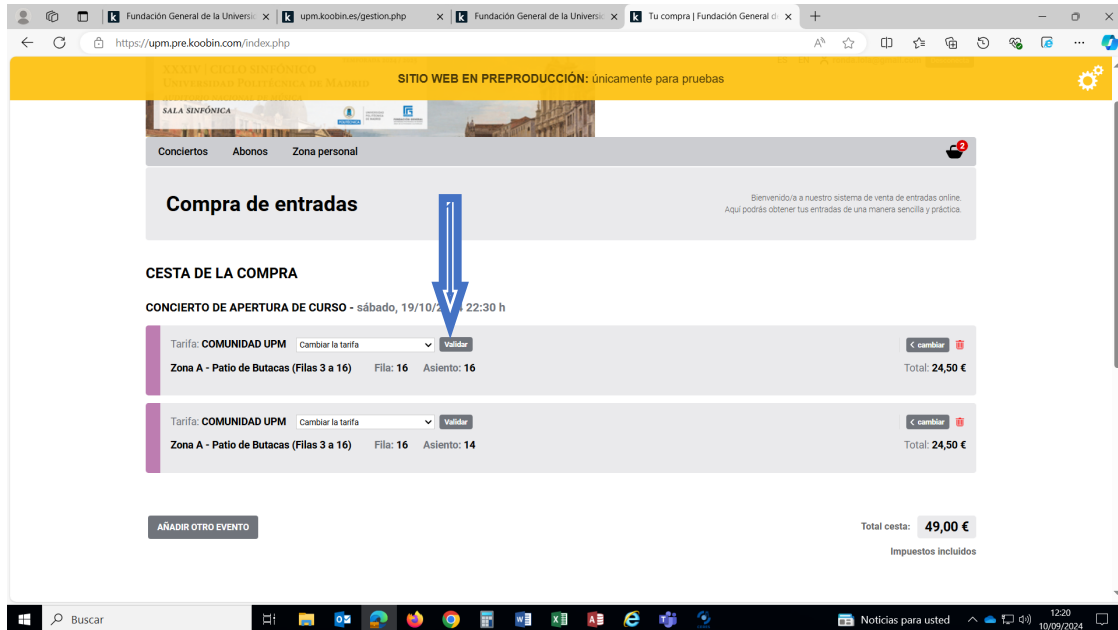 Fundación General de la Universi
upm.koobin.es/gestion.php
Fundación General de la Universi
Tu compra | Fundación General d
https://upm.pre.koobin.com/index.php
SITIO WEB EN PREPRODUCCIÓN: únicamente para pruebas
XXXIV | CICLO SINFÓNICO
UNIVERSIDAD POLITÉCNICA DE MADRID
SALA SINFÓNICA
Conciertos Abonos Zona personal
2
Compra de entradas
Bienvenido/a a nuestro sistema de venta de entradas online.
Aquí podrás obtener tus entradas de una manera sencilla y práctica.
CESTA DE LA COMPRA
CONCIERTO DE APERTURA DE CURSO - sábado, 19/10/ 22:30 h
Tarifa: COMUNIDAD UPM Cambiar la tarifa Validar < cambiar
Zona A - Patio de Butacas (Filas 3 a 16) Fila: 16 Asiento: 16 Total: 24,50 €
Tarifa: COMUNIDAD UPM Cambiar la tarifa Validar < cambiar
Zona A - Patio de Butacas (Filas 3 a 16) Fila: 16 Asiento: 14 Total: 24,50 €
AÑADIR OTRO EVENTO
Total cesta: 49,00 €
Impuestos incluidos
Buscar
Noticias para usted
12:20
10/09/2024